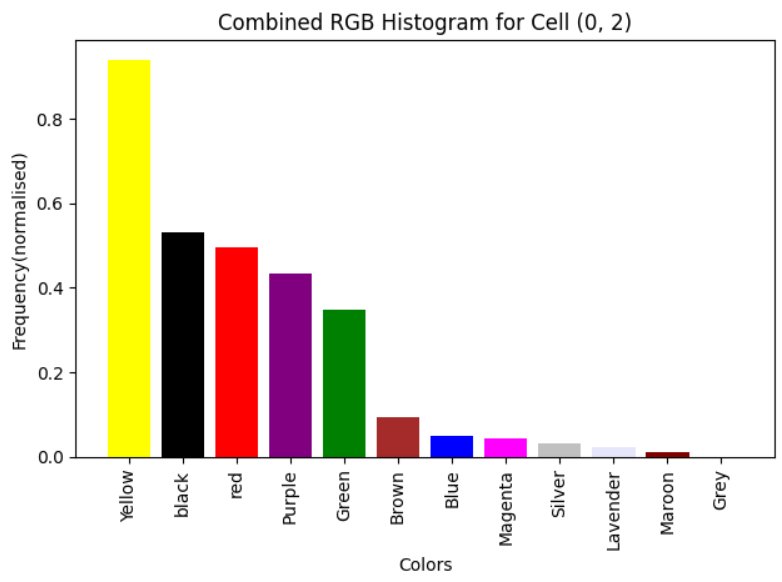 Combined RGB Histogram for Cell (0, 2)
Frequency(normalised)
0.8
0.6
0.4
0.2
0.0
Yellow
black
red
Purple
Green
Brown
Blue
Magenta
Silver
Lavender
Maroon
Grey
Colors